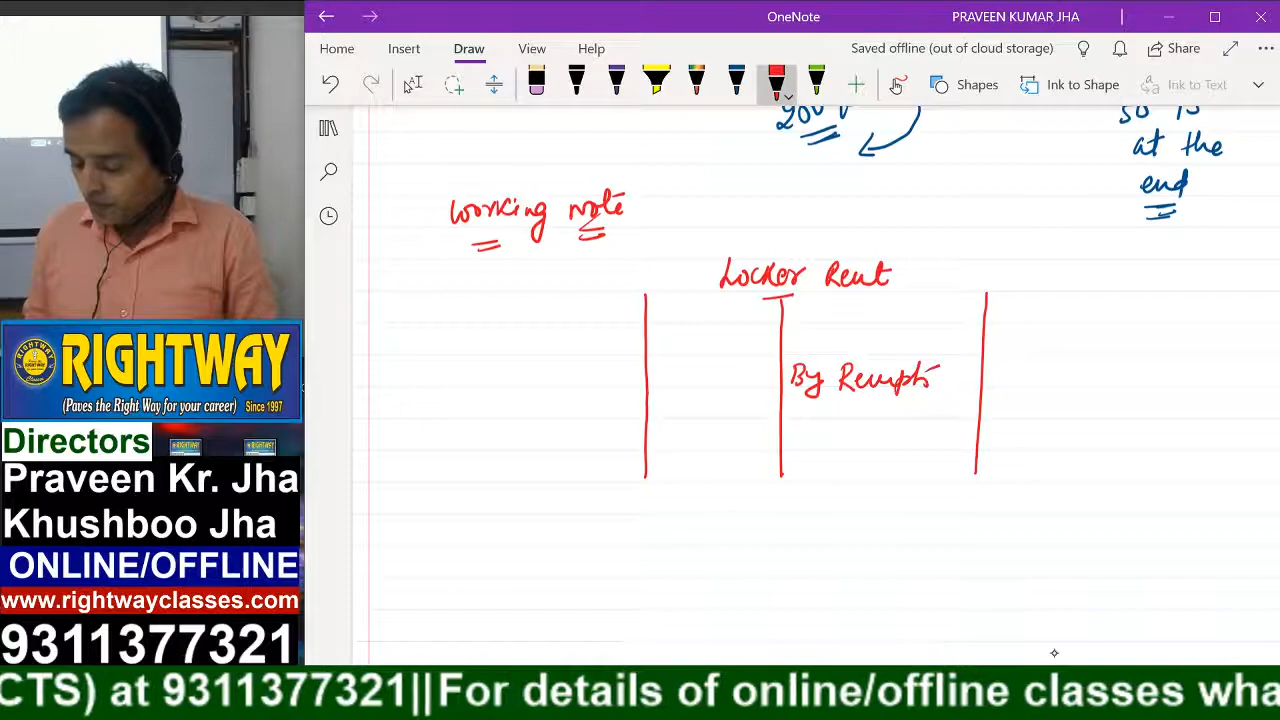 OneNote
PRAVEEN KUMAR JHA
Home Insert Draw View Help
Saved offline (out of cloud storage)
Share
Shapes
Ink to Shape
Ink to Text
so is
at the
end
Working note
Locker Rent
By Receipts
RIGHTWAY
(Paves the Right Way for your career) Since 1997
Directors
Praveen Kr. Jha
Khushboo Jha
ONLINE/OFFLINE
www.rightwayclasses.com
9311377321
CTS) at 9311377321||For details of online/offline classes wha